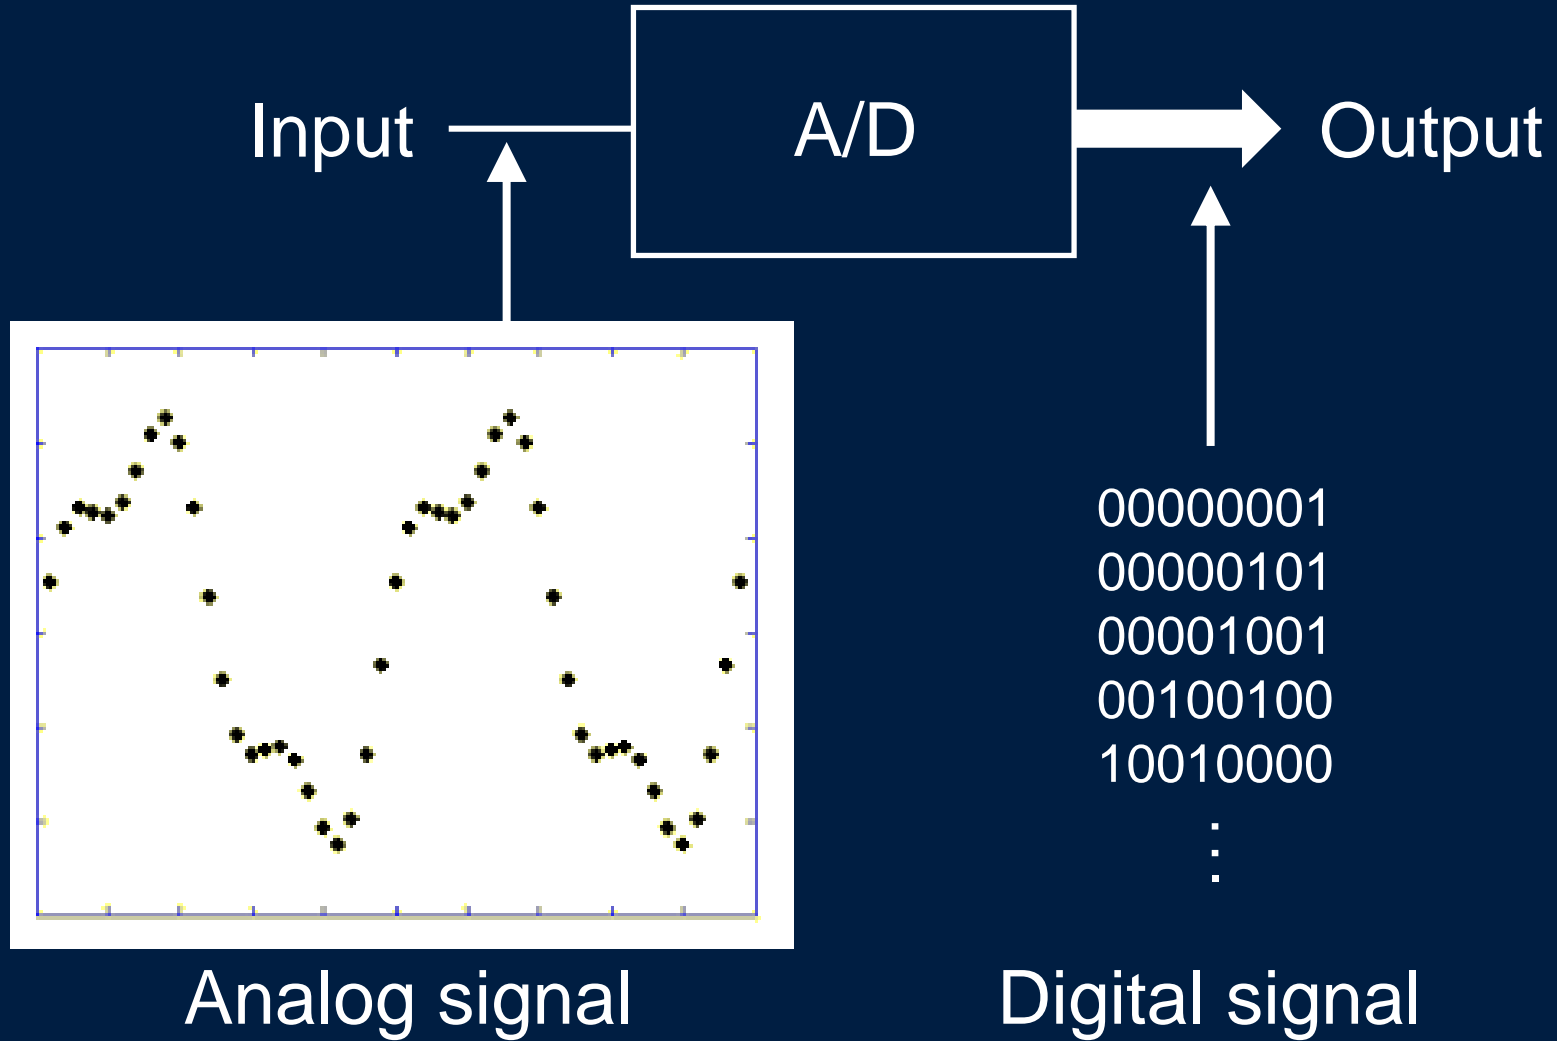 Input
A/D
Output
00000001
00000101
00001001
00100100
10010000
Analog signal
Digital signal